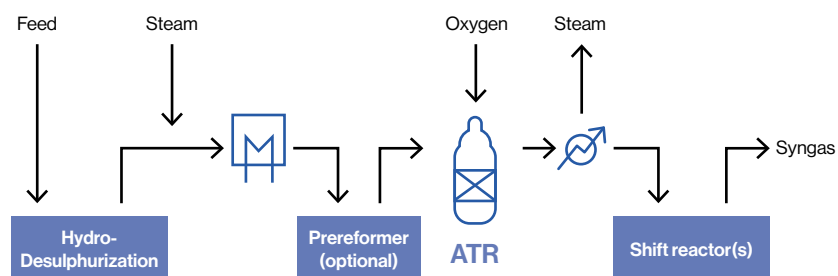 Feed
Steam
Oxygen
Steam
Syngas
Hydro-
Desulphurization
Prereformer
(optional)
ATR
Shift reactor(s)